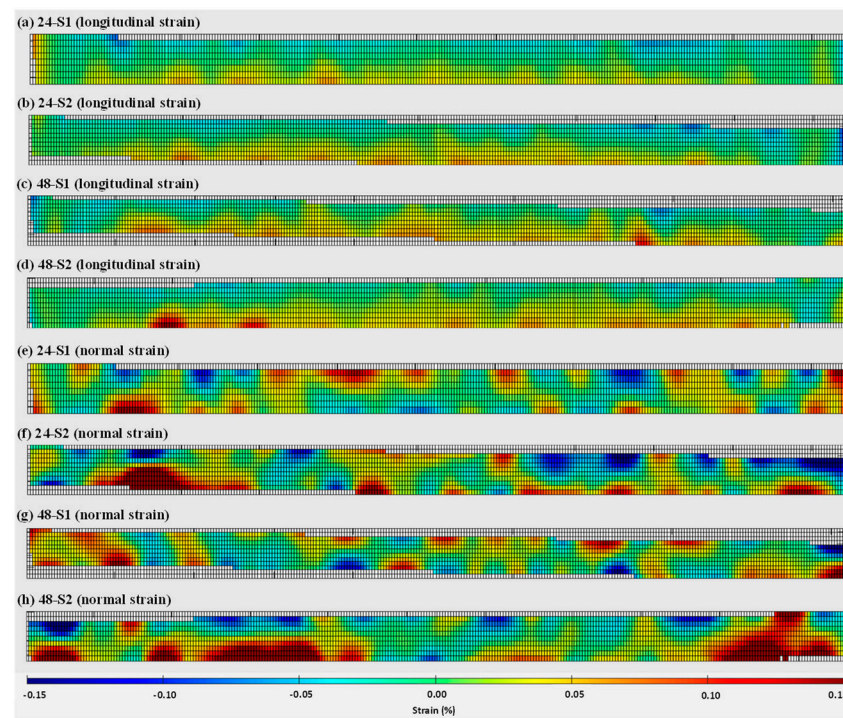 (a) 24-S1 (longitudinal strain)
(b) 24-S2 (longitudinal strain)
(c) 48-S1 (longitudinal strain)
(d) 48-S2 (longitudinal strain)
(e) 24-S1 (normal strain)
(f) 24-S2 (normal strain)
(g) 48-S1 (normal strain)
(h) 48-S2 (normal strain)
-0.15 -0.10 -0.05 0.00 0.05 0.10 0.1
Strain (%)